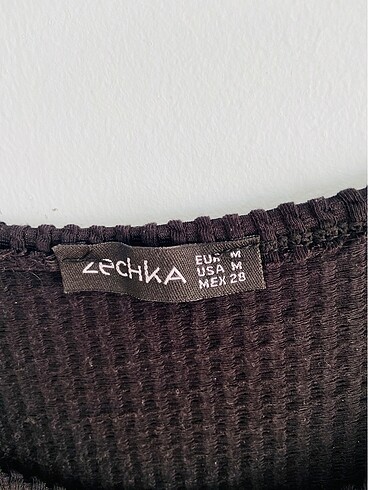 zecHKA
EUR M
USA M
MEX 28